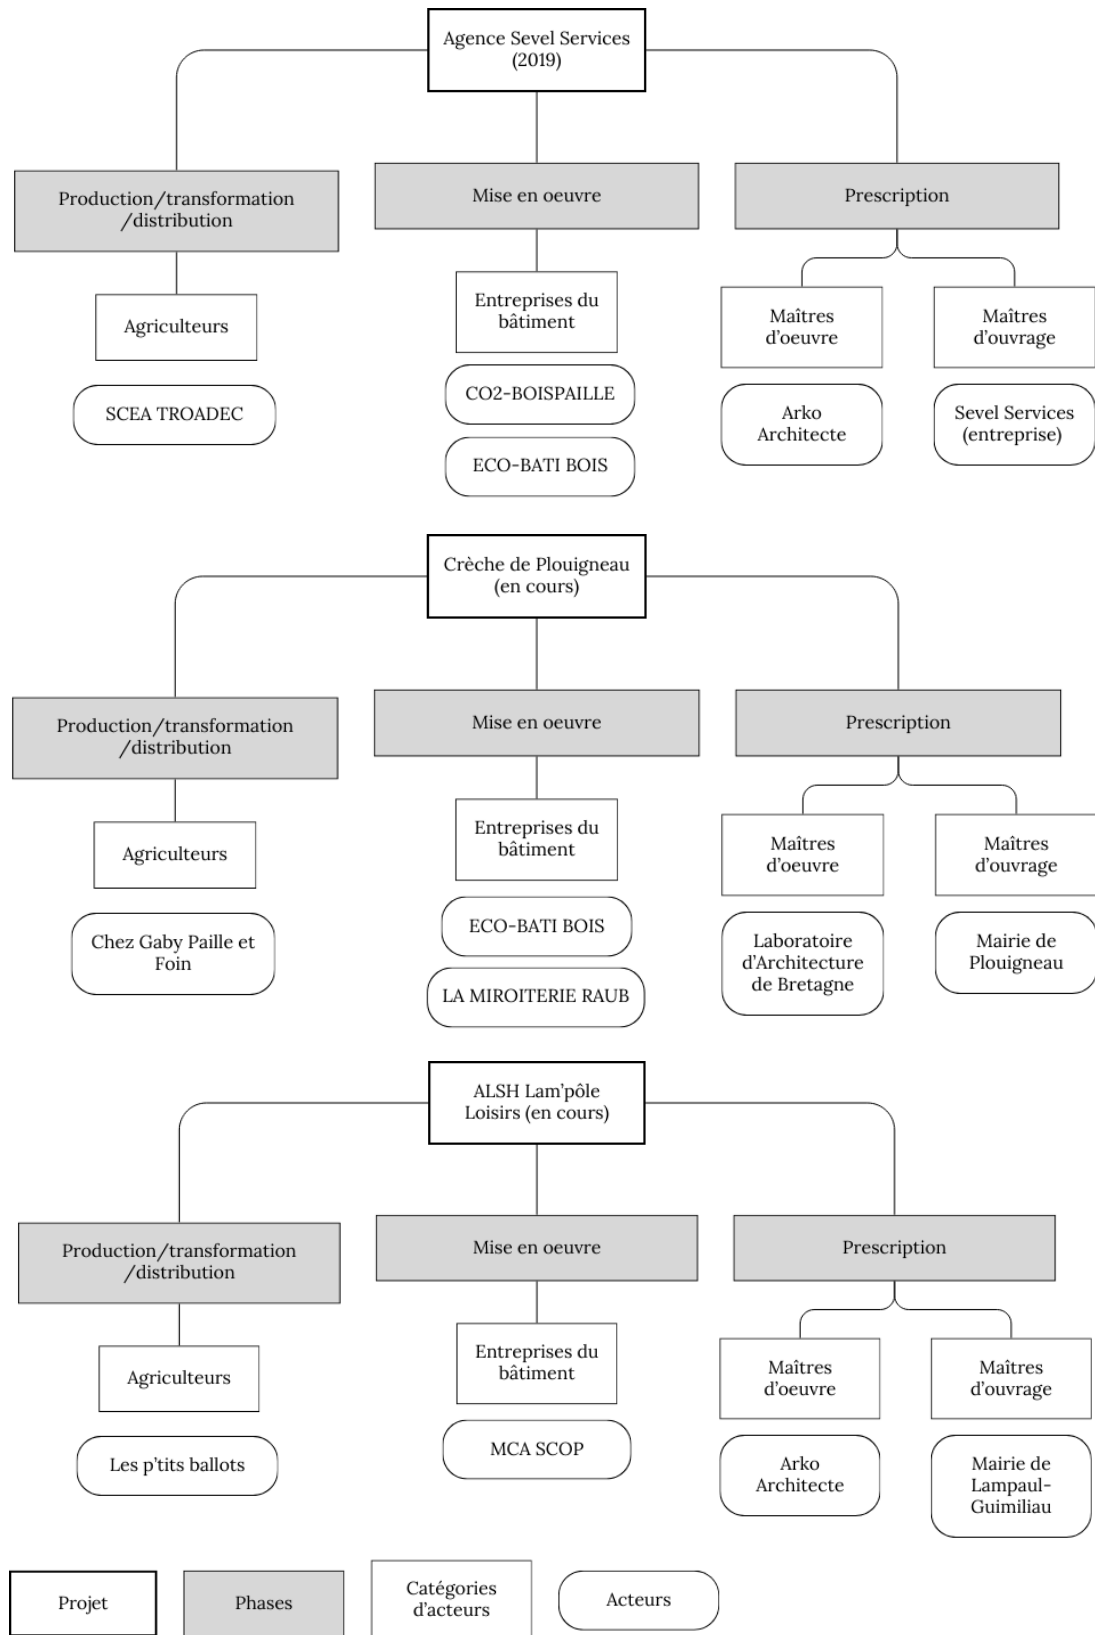 Agence Sevel Services
(2019)
Production/transformation
/distribution
Mise en oeuvre
Prescription
Agriculteurs
Entreprises du
bâtiment
Maîtres
d'oeuvre
Maîtres
d'ouvrage
SCEA TROADEC
CO2-BOISPAILLE
ECO-BATI BOIS
Arko
Architecte
Sevel Services
(entreprise)
Crèche de Plouigneau
(en cours)
Production/transformation
/distribution
Mise en oeuvre
Prescription
Agriculteurs
Entreprises du
bâtiment
Maîtres
d'oeuvre
Maîtres
d'ouvrage
Chez Gaby Paille et
Foin
ECO-BATI BOIS
LA MIROITERIE RAUB
Laboratoire
d'Architecture
de Bretagne
Mairie de
Plouigneau
ALSH Lam'pôle
Loisirs (en cours)
Production/transformation
/distribution
Mise en oeuvre
Prescription
Agriculteurs
Entreprises du
bâtiment
Maîtres
d'oeuvre
Maîtres
d'ouvrage
Les p'tits ballots
MCA SCOP
Arko
Architecte
Mairie de
Lampaul-
Guimiliau
Projet
Phases
Catégories
d'acteurs
Acteurs